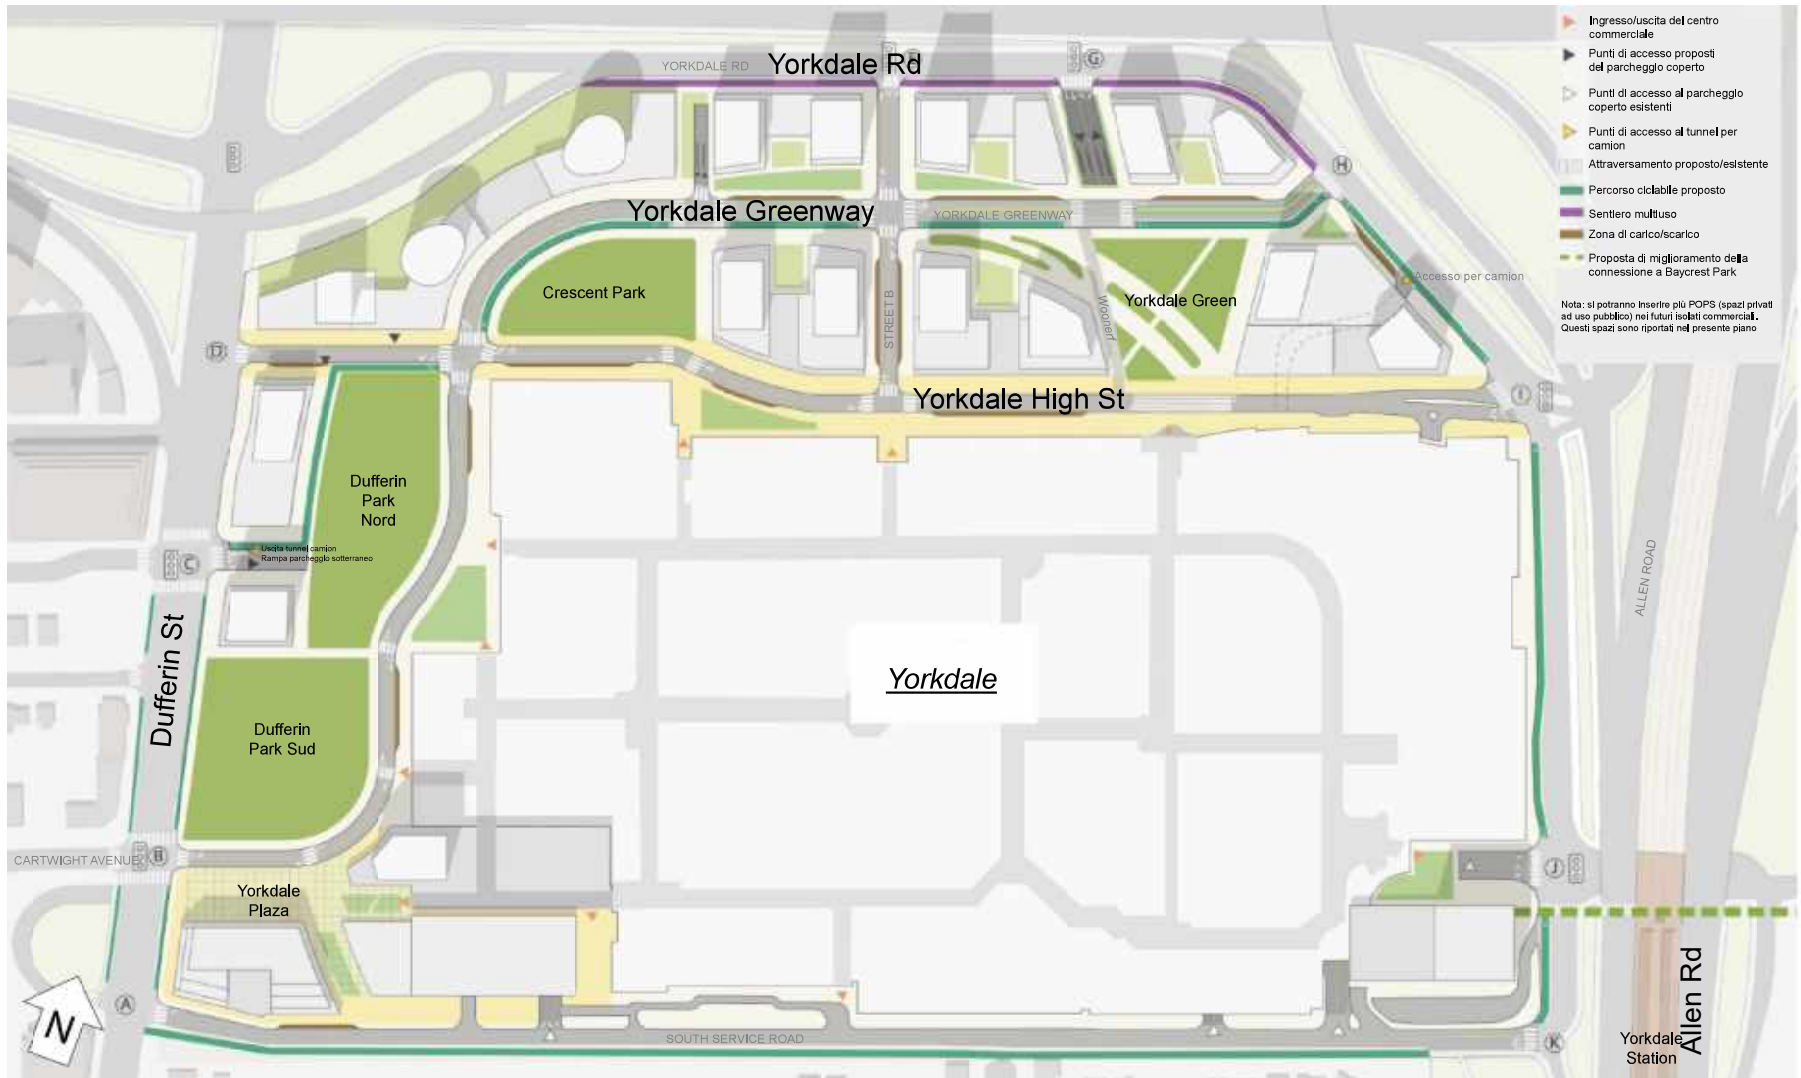 Ingresso/uscita del centro
commerciale
Punti di accesso proposti
del parcheggio coperto
Punti di accesso al parcheggio
coperto esistenti
Punti di accesso al tunnel per
camion
Attraversamento proposto/esistente
Percorso ciclabile proposto
Sentiero multiuso
Zona di carico/scarico
Proposta di miglioramento della
connessione a Baycrest Park
Nota: si potranno inserire più POPS (spazi privati
ad uso pubblico) nei futuri isolati commerciali.
Questi spazi sono riportati nel presente piano
YORKDALE RD
Yorkdale Rd
G
H
Yorkdale Greenway
YORKDALE GREENWAY
Accesso per camion
Crescent Park
STREET B
Woonerf
Yorkdale Green
D
Yorkdale High St
I
Dufferin
Park
Nord
Uscita tunnel camion
Rampa parcheggio sotterraneo
C
ALLEN ROAD
Dufferin St
Yorkdale
Dufferin
Park Sud
CARTWIGHT AVENUE
B
J
Yorkdale
Plaza
A
N
SOUTH SERVICE ROAD
K
Yorkdale
Station
Allen Rd